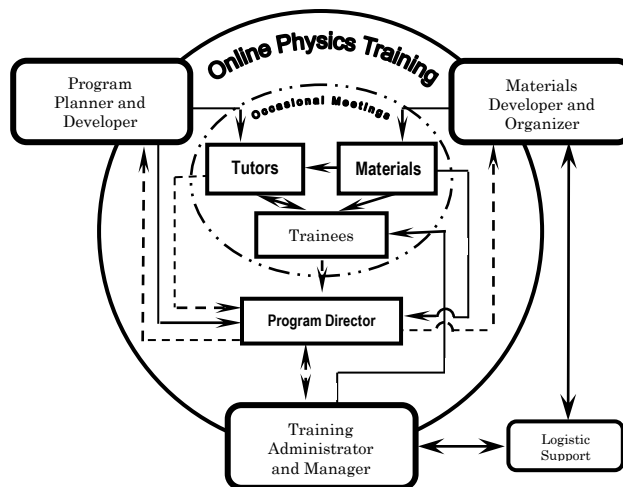 Online Physics Training
Program
Planner and
Developer
Materials
Developer and
Organizer
Occasional Meetings
Tutors
Materials
Trainees
Program Director
Training
Administrator
and Manager
Logistic
Support